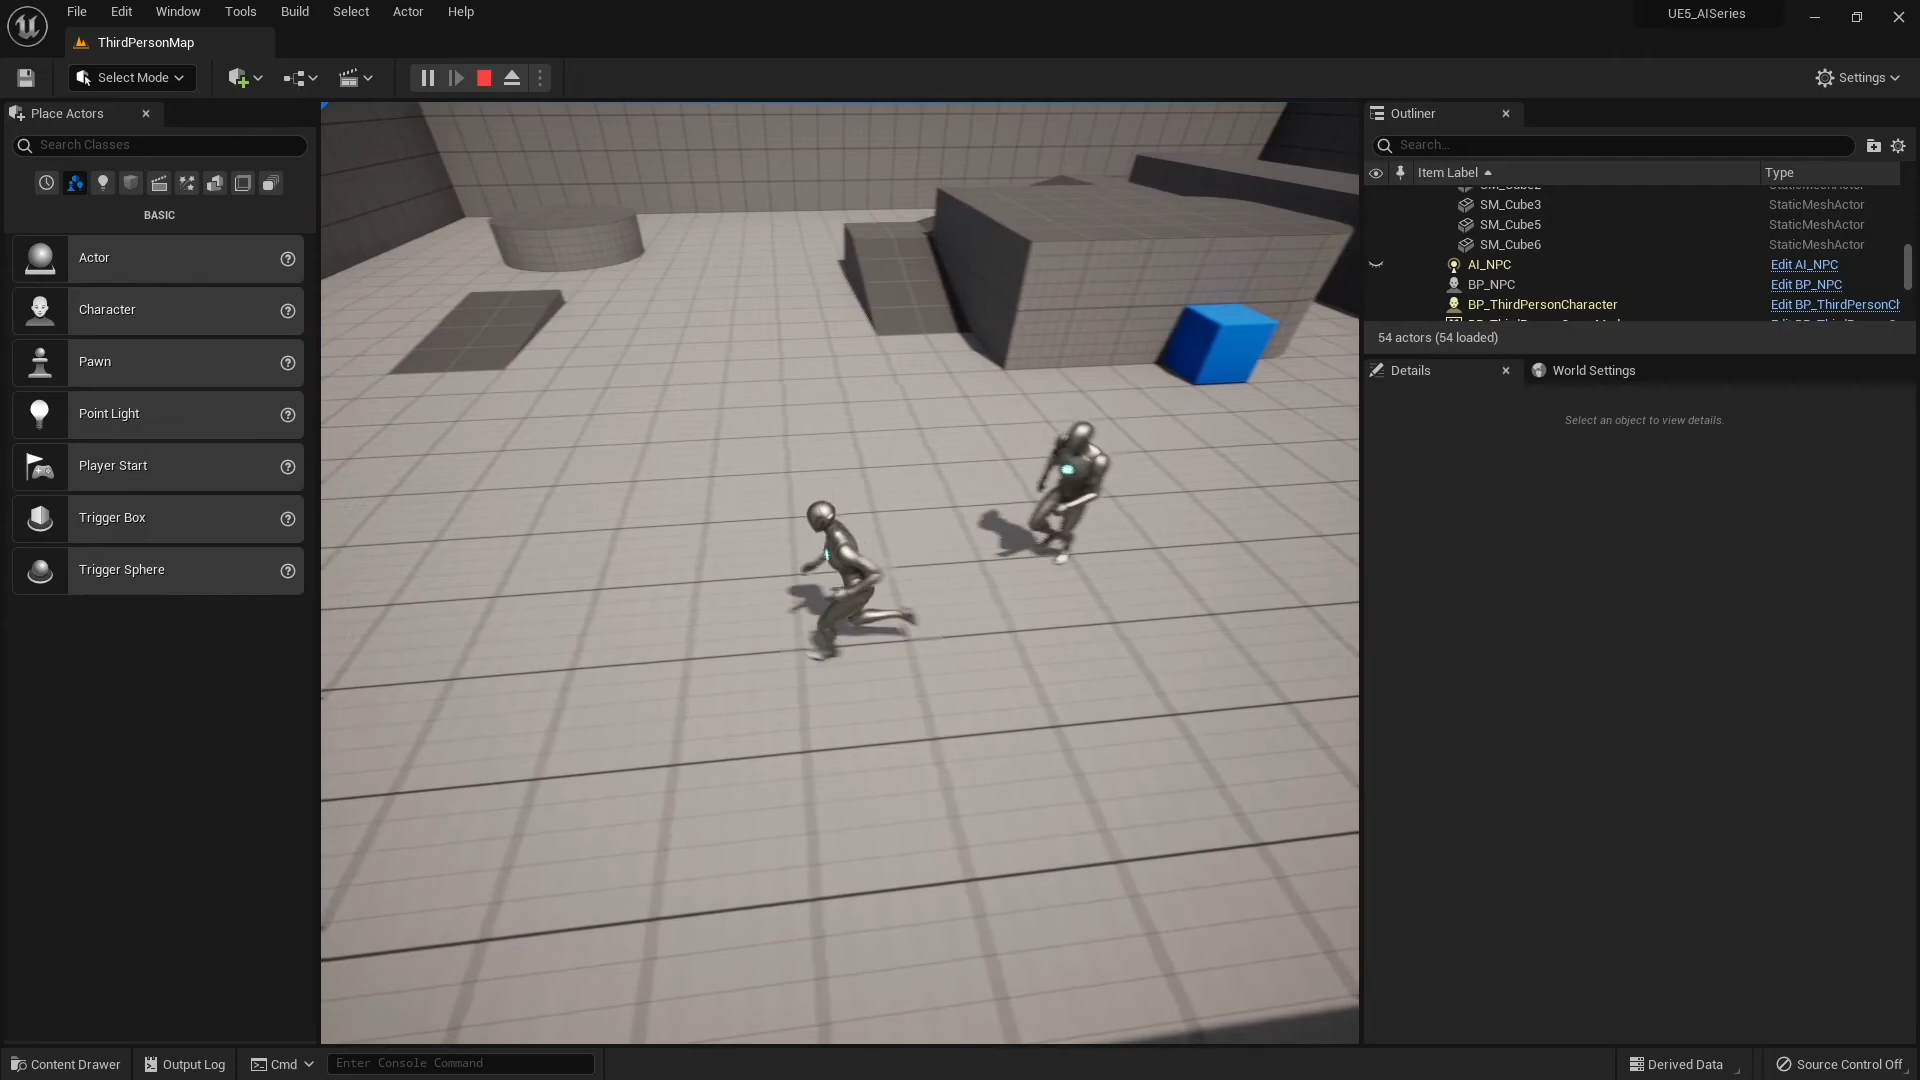 File Edit Window Tools Build Select Actor Help
UE5_AISeries
ThirdPersonMap
Select Mode
Settings
Place Actors
Search Classes
BASIC
Actor
Character
Pawn
Point Light
Player Start
Trigger Box
Trigger Sphere
Outliner
Search...
Item Label Type
SM_Cube2 StaticMeshActor
SM_Cube3 StaticMeshActor
SM_Cube5 StaticMeshActor
SM_Cube6 StaticMeshActor
AI_NPC Edit AI_NPC
BP_NPC Edit BP_NPC
BP_ThirdPersonCharacter Edit BP_ThirdPersonCh
54 actors (54 loaded)
Details World Settings
Select an object to view details.
Content Drawer Output Log Cmd Enter Console Command Derived Data Source Control Off